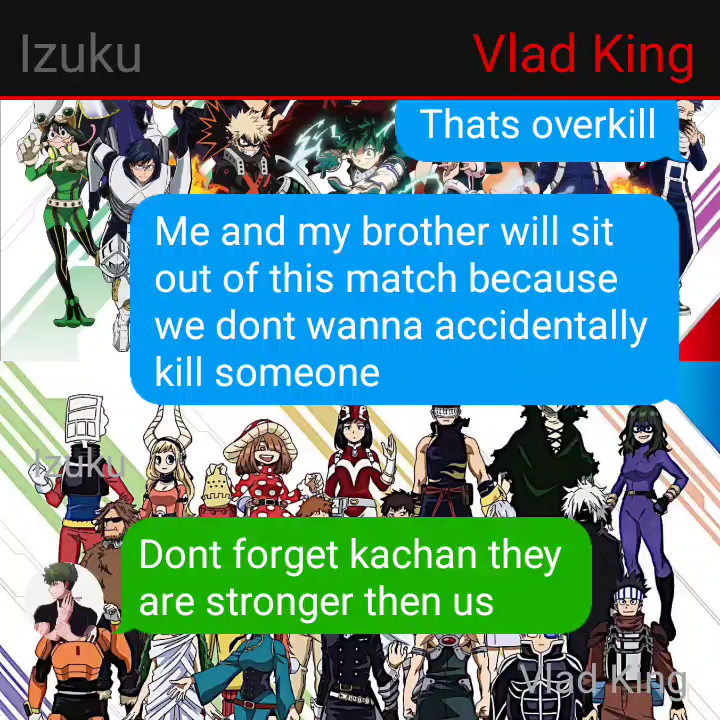 Izuku
Vlad King
Thats overkill
Me and my brother will sit
out of this match because
we dont wanna accidentally
kill someone
Izuku
Dont forget kachan they
are stronger then us
Vlad King